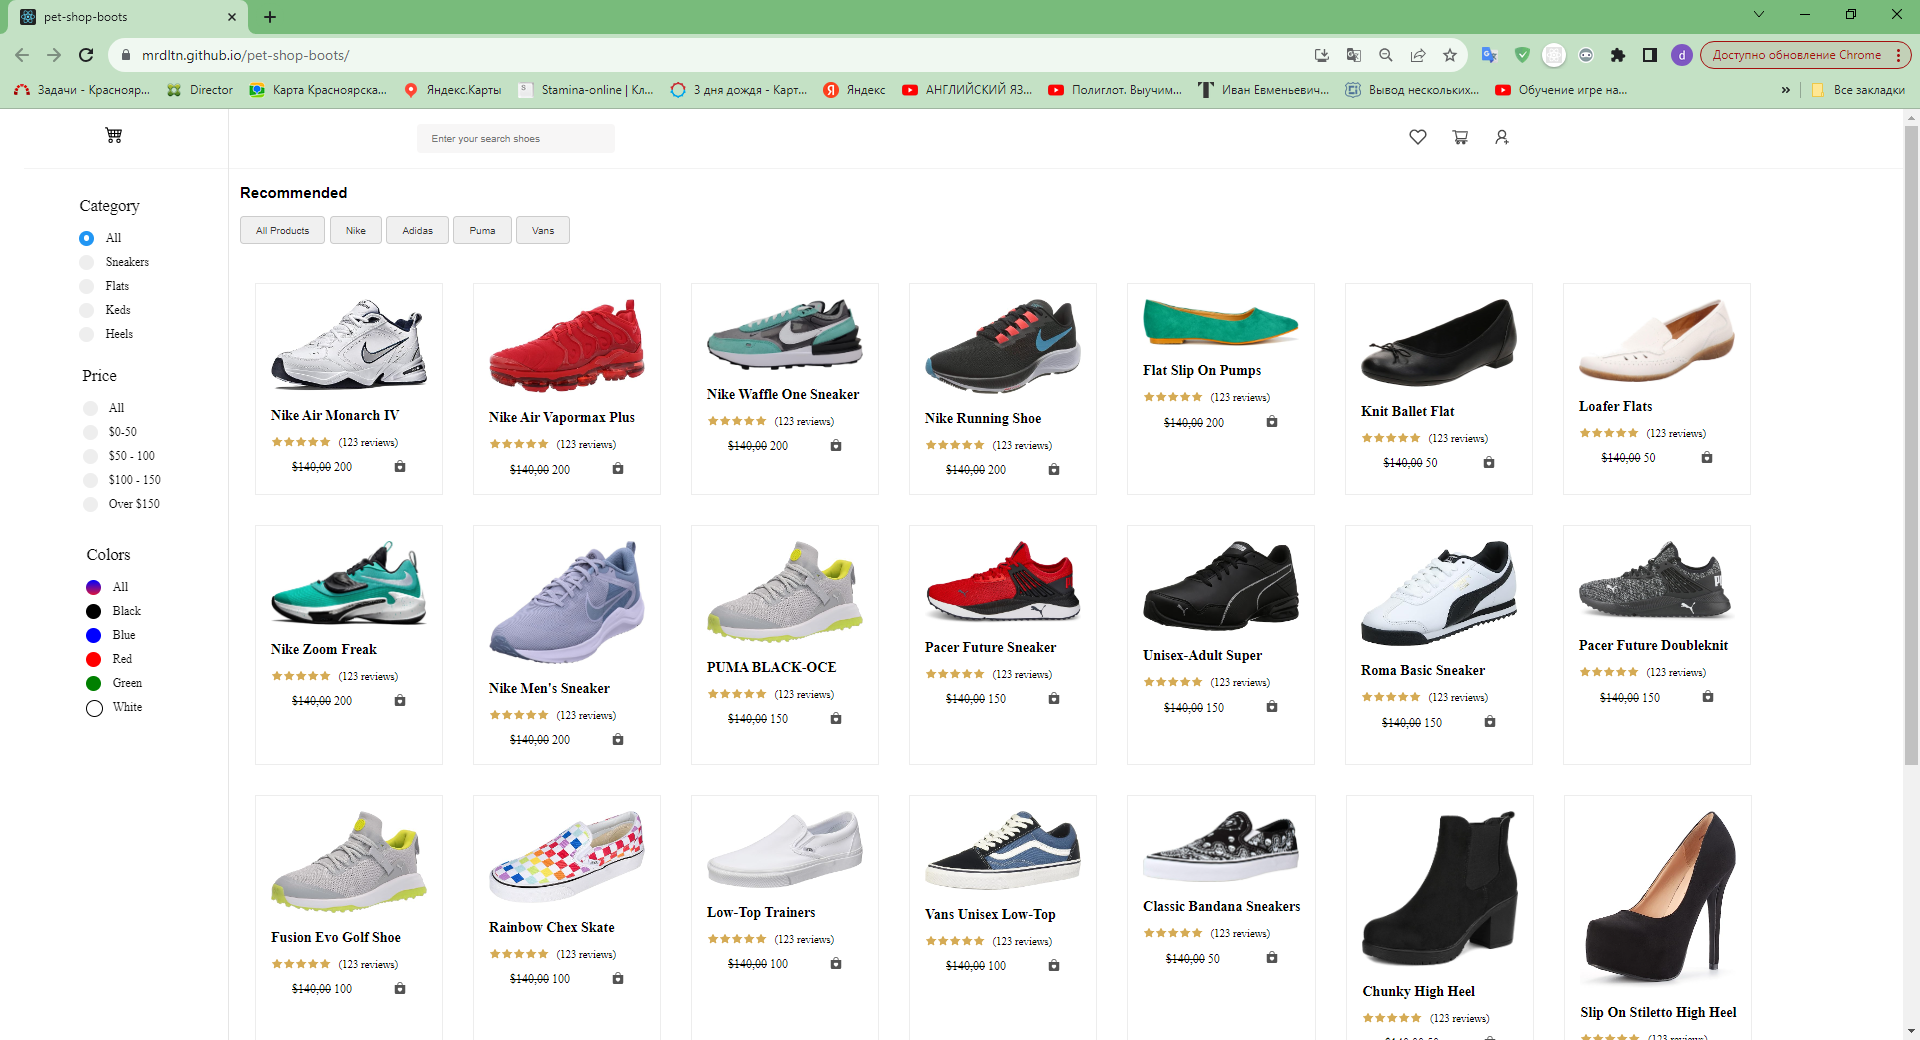 pet-shop-boots
mrdltn.github.io/pet-shop-boots/
d
Доступно обновление Chrome
Задачи - Краснояр...
Director
Карта Красноярска...
Яндекс.Карты
Stamina-online | Кл...
3 дня дождя - Карт...
Яндекс
АНГЛИЙСКИЙ ЯЗ...
Полиглот. Выучим...
Иван Евменьевич...
Вывод нескольких...
Обучение игре на...
»
Все закладки
Enter your search shoes
Category
All
Sneakers
Flats
Keds
Heels
Price
All
$0-50
$50 - 100
$100 - 150
Over $150
Colors
All
Black
Blue
Red
Green
White
Recommended
All Products
Nike
Adidas
Puma
Vans
Nike Air Monarch IV
(123 reviews)
$140,00 200
Nike Air Vapormax Plus
(123 reviews)
$140,00 200
Nike Waffle One Sneaker
(123 reviews)
$140,00 200
Nike Running Shoe
(123 reviews)
$140,00 200
Flat Slip On Pumps
(123 reviews)
$140,00 200
Knit Ballet Flat
(123 reviews)
$140,00 50
Loafer Flats
(123 reviews)
$140,00 50
Nike Zoom Freak
(123 reviews)
$140,00 200
Nike Men's Sneaker
(123 reviews)
$140,00 200
PUMA BLACK-OCE
(123 reviews)
$140,00 150
Pacer Future Sneaker
(123 reviews)
$140,00 150
Unisex-Adult Super
(123 reviews)
$140,00 150
Roma Basic Sneaker
(123 reviews)
$140,00 150
Pacer Future Doubleknit
(123 reviews)
$140,00 150
Fusion Evo Golf Shoe
(123 reviews)
$140,00 100
Rainbow Chex Skate
(123 reviews)
$140,00 100
Low-Top Trainers
(123 reviews)
$140,00 100
Vans Unisex Low-Top
(123 reviews)
$140,00 100
Classic Bandana Sneakers
(123 reviews)
$140,00 50
Chunky High Heel
(123 reviews)
$140,00 50
Slip On Stiletto High Heel
(123 reviews)